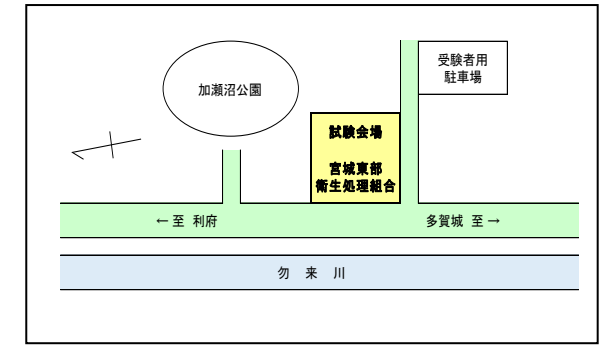 受験者用
駐車場
加瀬沼公園
試験会場
宮城東部
衛生処理組合
←至 利府
多賀城 至→
勿 来 川